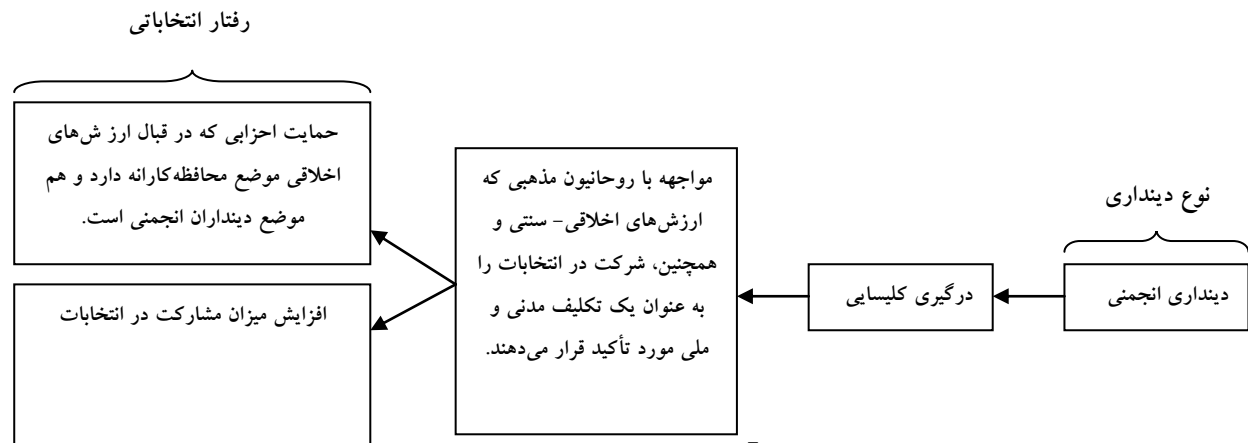 رفتار انتخاباتی
نوع دینداری
دینداری انجمنی
درگیری کلیسایی
مواجهه با روحانیون مذهبی که
ارزش‌های اخلاقی- سنتی و
همچنین، شرکت در انتخابات را
به عنوان یک تکلیف مدنی و
ملی مورد تأکید قرار می‌دهند.
حمایت احزابی که در قبال ارز ش‌های
اخلاقی موضع محافظه‌کارانه دارد و هم
موضع دینداران انجمنی است.
افزایش میزان مشارکت در انتخابات